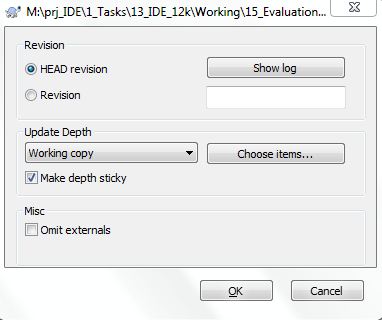 M:\prj_IDE\1_Tasks\13_IDE_12k\Working\15_Evaluation...
Revision
HEAD revision
Show log
Revision
Update Depth
Working copy
Choose items...
Make depth sticky
Misc
Omit externals
OK
Cancel